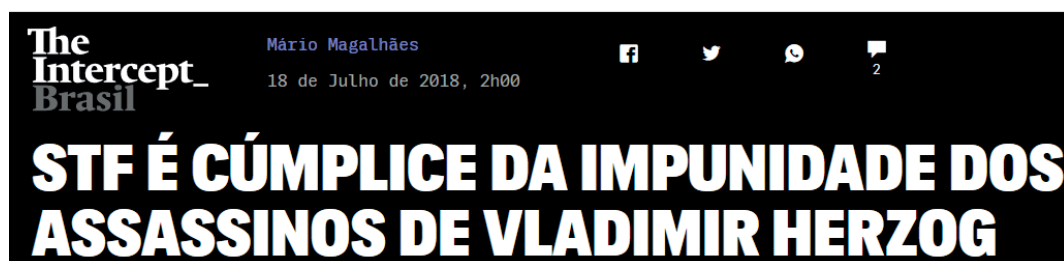 The
Intercept_
Brasil
Mário Magalhães
18 de Julho de 2018, 2h00
2
STF É CÚMPLICE DA IMPUNIDADE DOS
ASSASSINOS DE VLADIMIR HERZOG